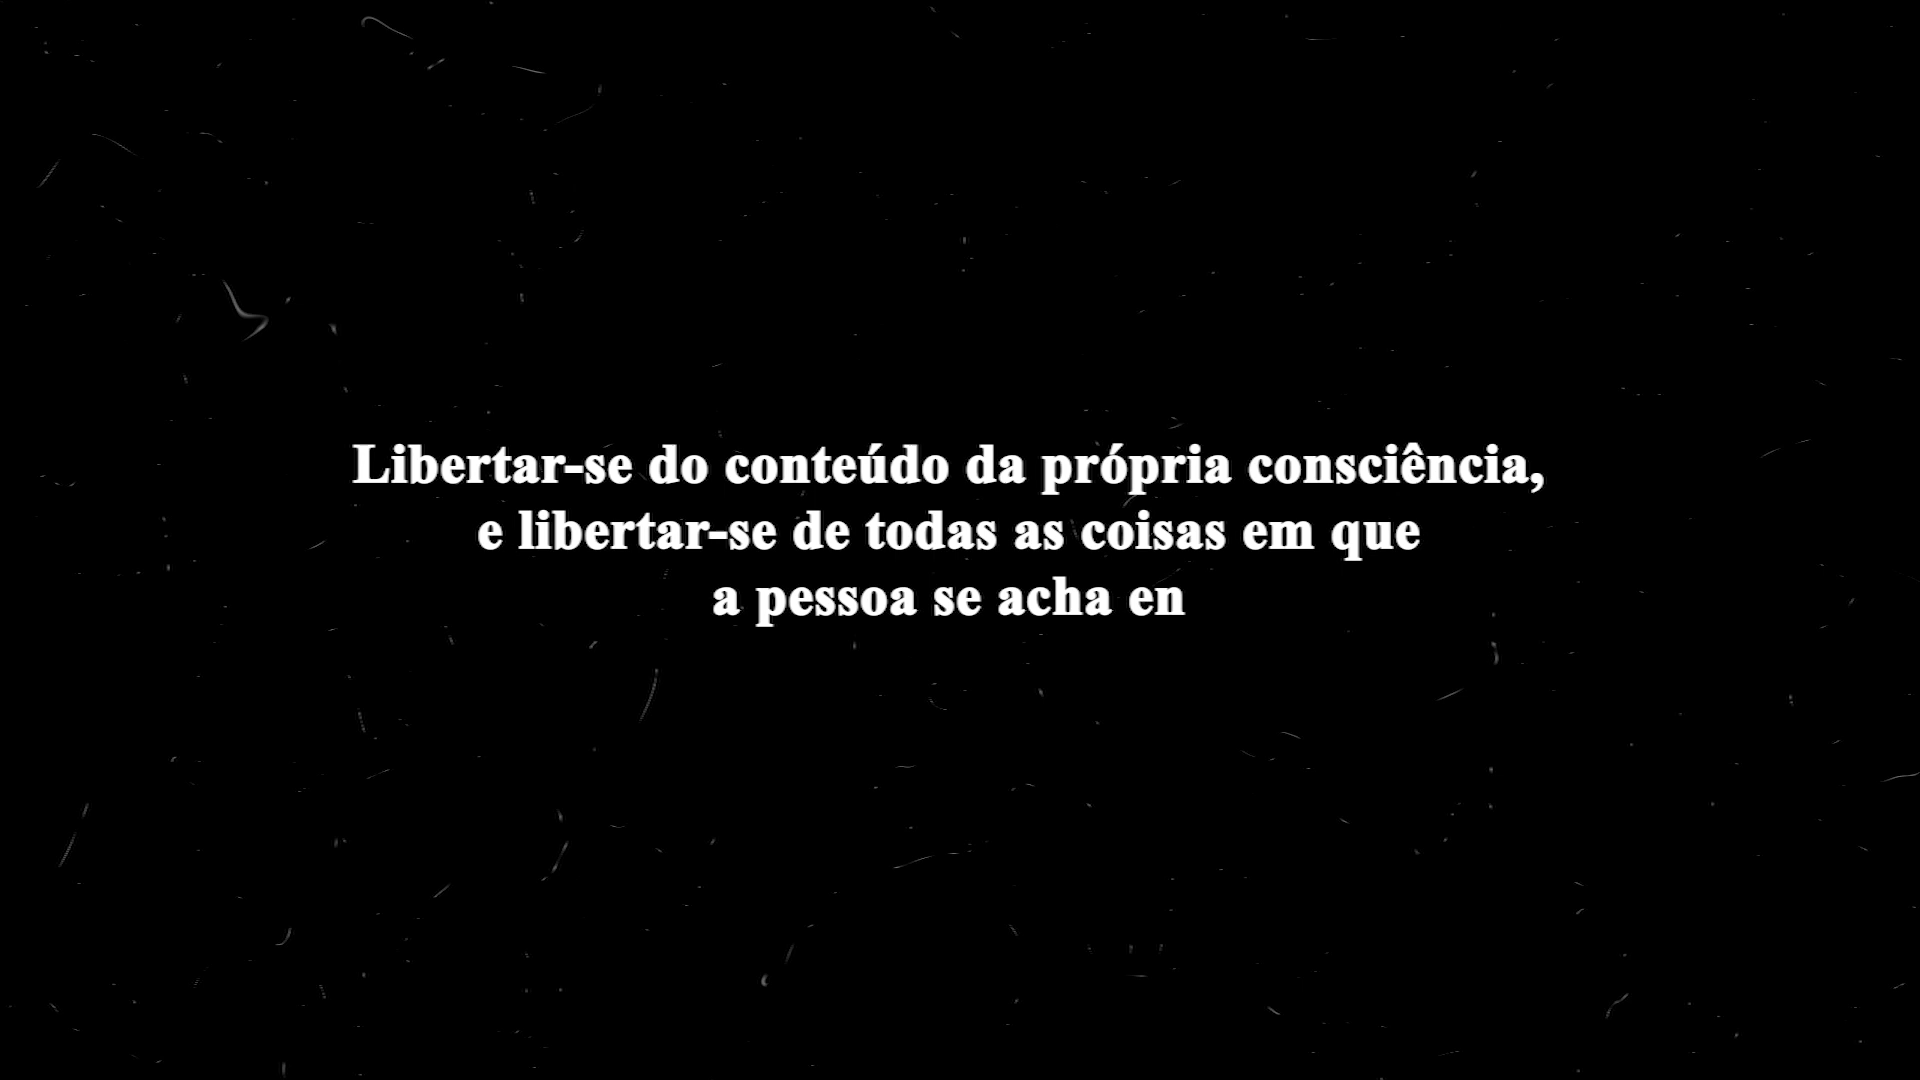 Libertar-se do conteúdo da própria consciência,
e libertar-se de todas as coisas em que
a pessoa se acha en